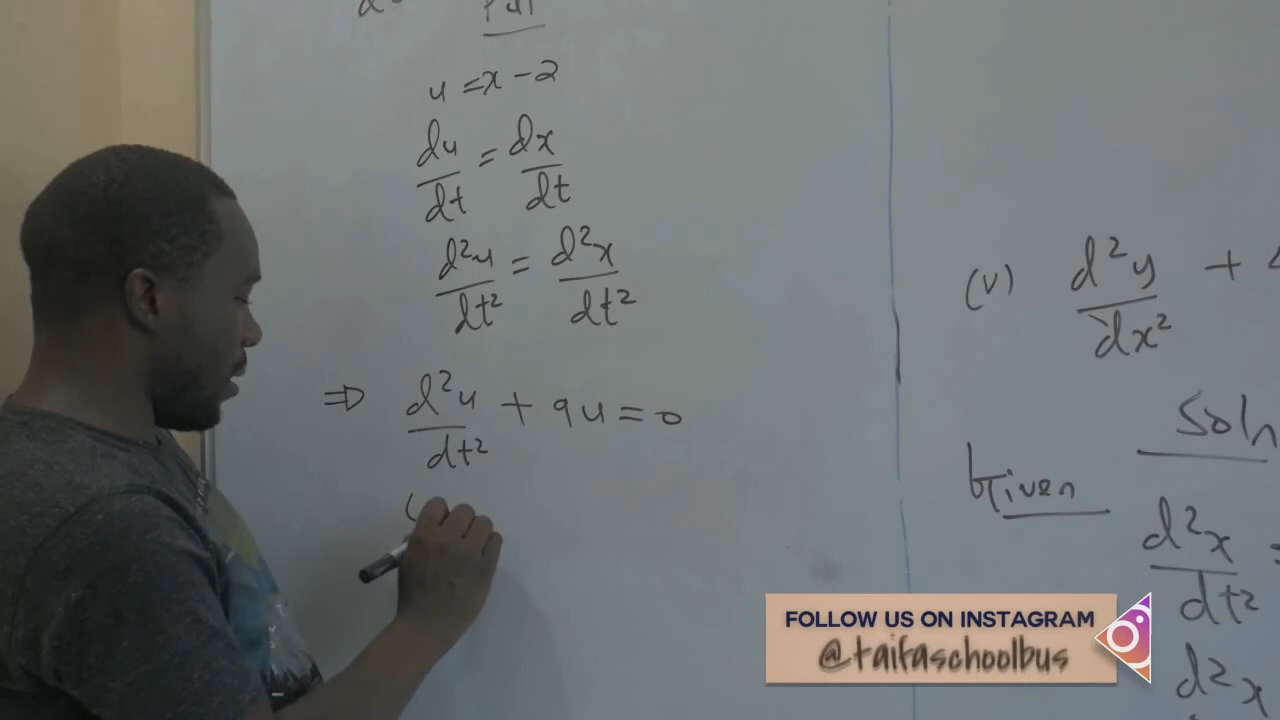 u = x - 2
du/dt = dx/dt
d²u/dt² = d²x/dt²
⇒ d²u/dt² + 9u = 0
(
(v) d²y/dx² +
Soln
Given
d²x/dt² =
d²x
FOLLOW US ON INSTAGRAM
@taifaschoolbus